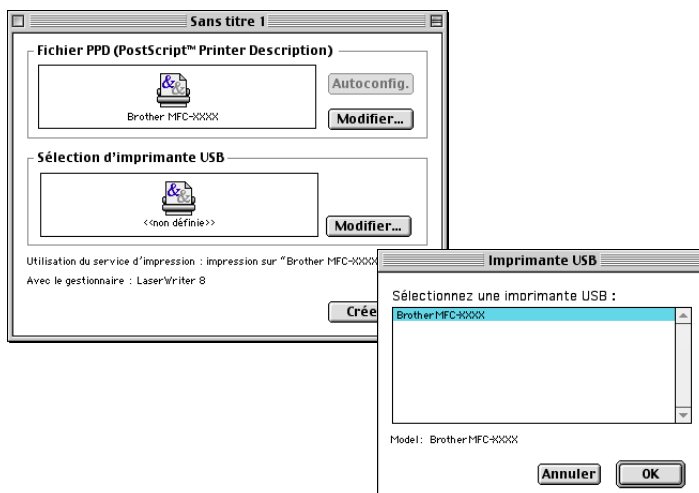 Sans titre 1
Fichier PPD (PostScript™ Printer Description)
Autoconfig.
Brother MFC-XXXX
Modifier...
Sélection d'imprimante USB
<<non définie>>
Modifier...
Utilisation du service d'impression : impression sur "Brother MFC-XXXX
Avec le gestionnaire : LaserWriter 8
Crée
Imprimante USB
Sélectionnez une imprimante USB :
Brother MFC-XXXX
Model: Brother MFC-XXXX
Annuler
OK